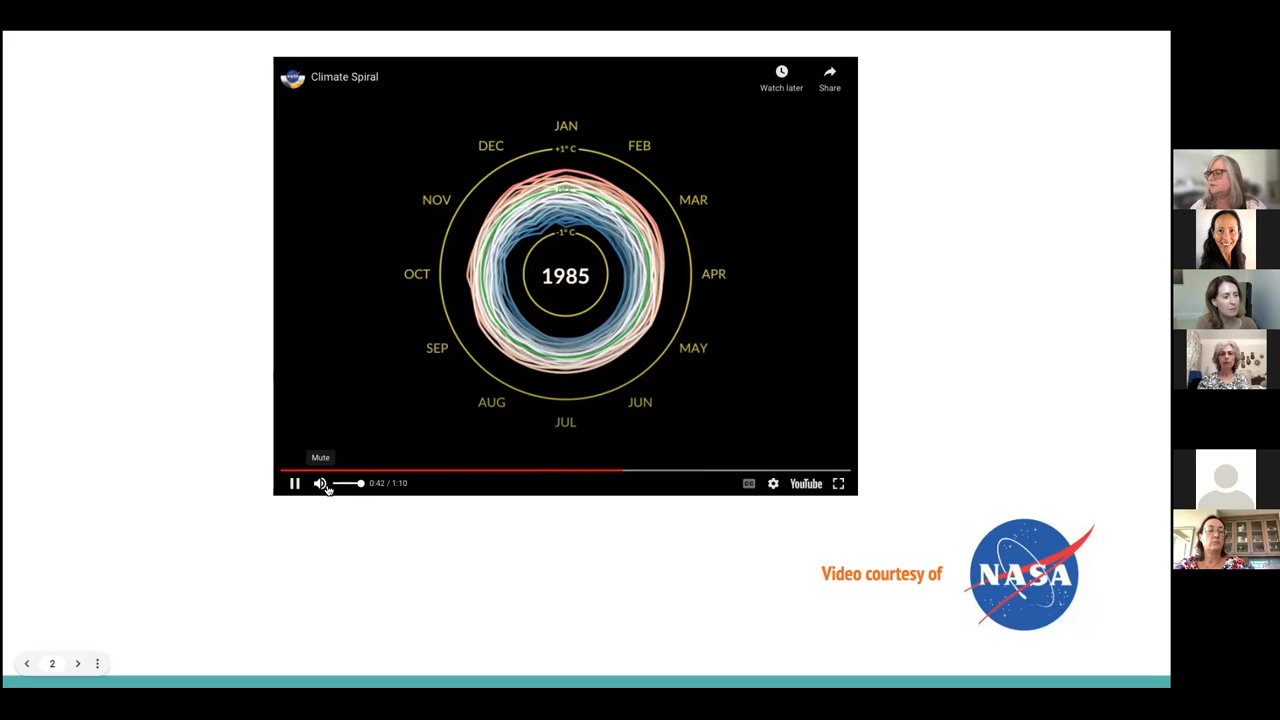 Climate Spiral
Watch later
Share
JAN
DEC
FEB
+1° C
NOV
MAR
-1° C
OCT
1985
APR
SEP
MAY
AUG
JUN
JUL
Mute
0:42 / 1:10
CC
YouTube
Video courtesy of
NASA
2